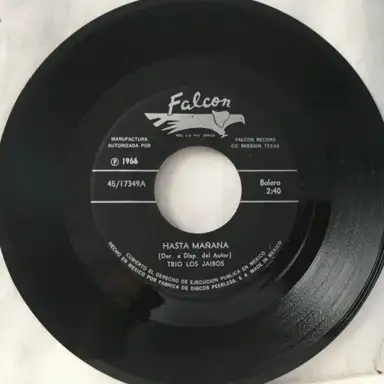 Falcon
REG. U.S. PAT. OFFICE
MANUFACTURA
AUTORIZADA POR
FALCON RECORD
CO MISSION TEXAS
Ⓟ 1966
45/17349A
Bolero
2:40
HASTA MAÑANA
(Der. a Disp. del Autor)
TRIO LOS JAIBOS
CUBIERTO EL DERECHO DE EJECUCION PUBLICA EN MEXICO
HECHO EN MEXICO POR FABRICA DE DISCOS PEERLESS, S.A. MADE IN MEXICO